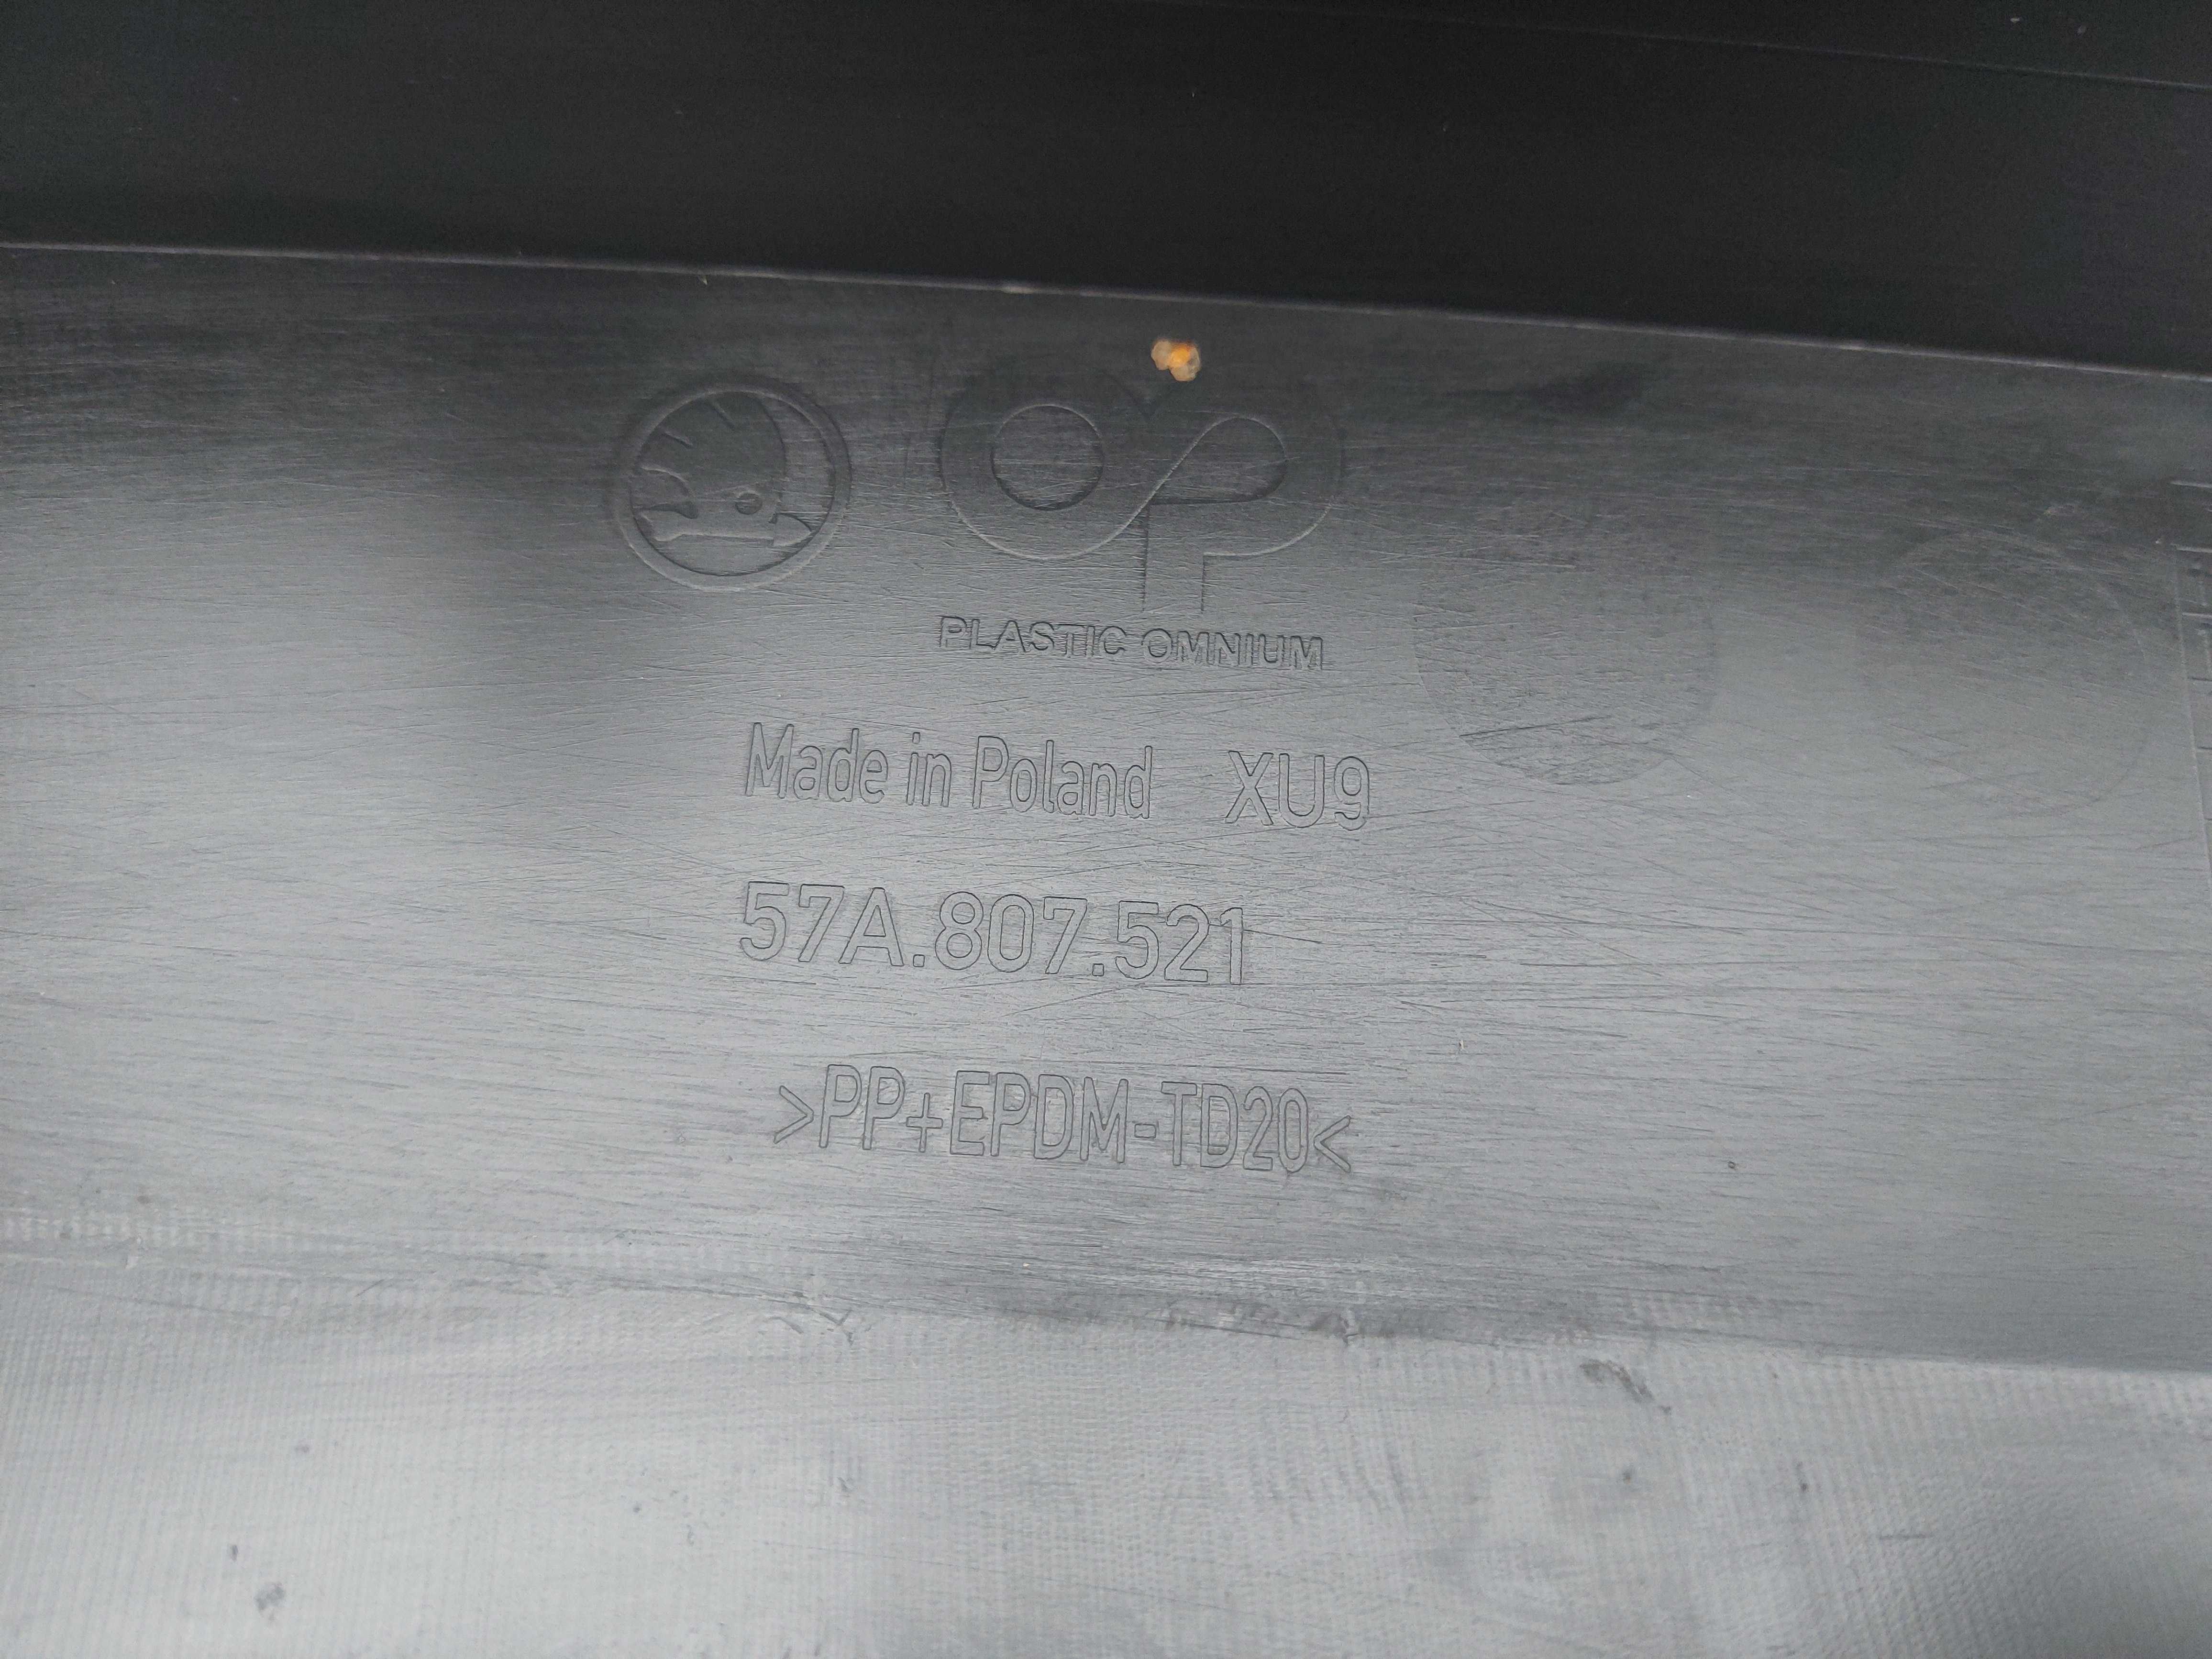 PLASTIC OMNIUM
Made in Poland XU9
57A.807.521
>PP+EPDM-TD20<